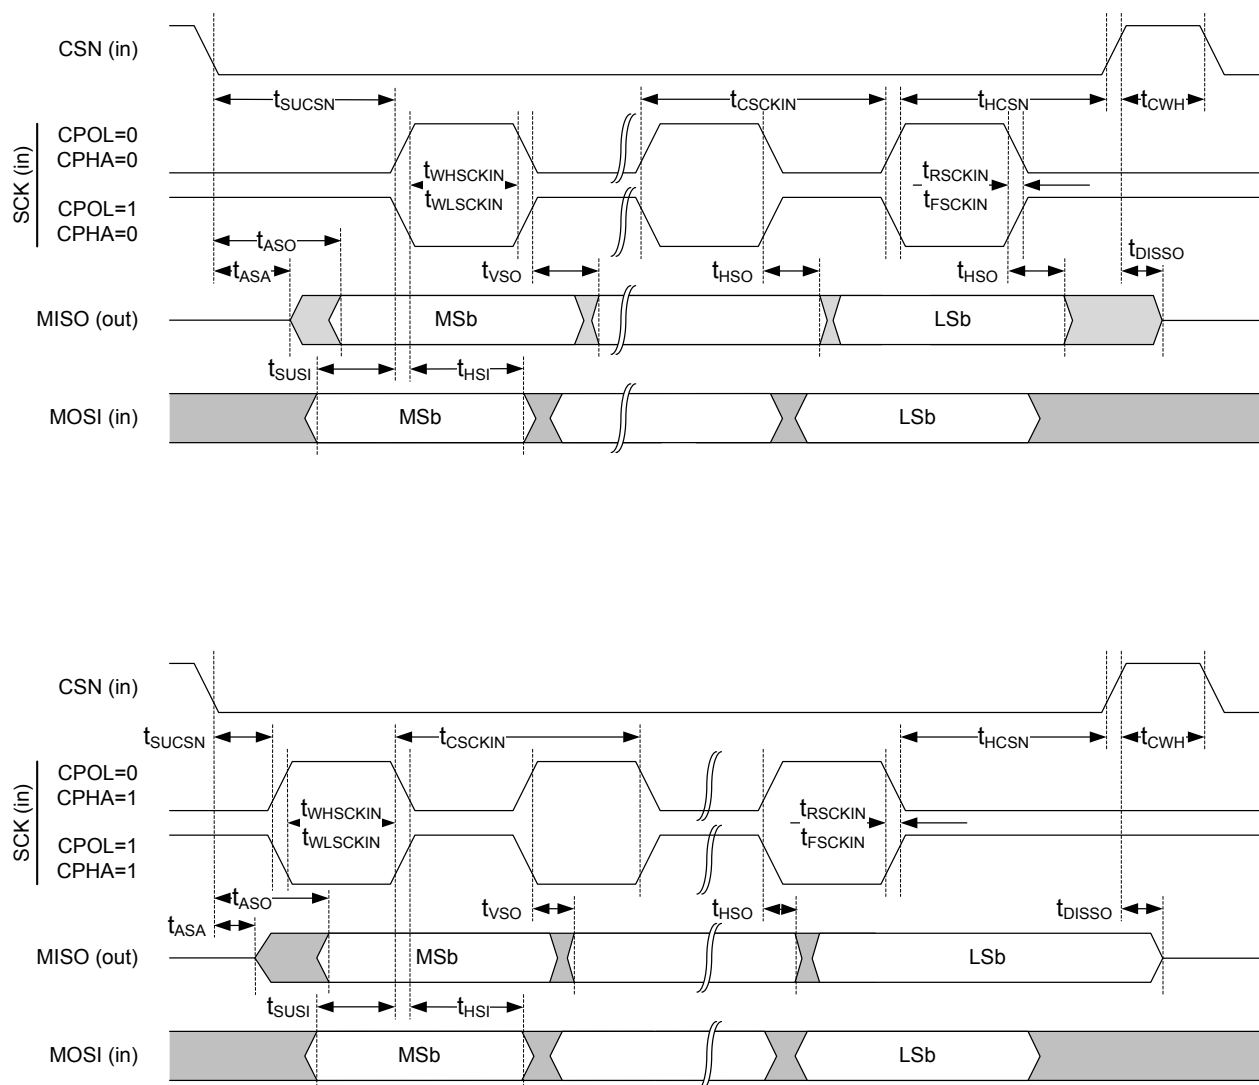 CSN (in)
tSUCSN
tCSCKIN
tHCSN
tCWH
SCK (in)
CPOL=0
CPHA=0
CPOL=1
CPHA=0
tWHSCKIN
tWLSCKIN
tRSCKIN
tFSCKIN
tASO
tASA
tVSO
tHSO
tHSO
tDISSO
MISO (out)
MSb
LSb
tSUSI
tHSI
MOSI (in)
MSb
LSb
CSN (in)
tSUCSN
tCSCKIN
tHCSN
tCWH
SCK (in)
CPOL=0
CPHA=1
CPOL=1
CPHA=1
tWHSCKIN
tWLSCKIN
tRSCKIN
tFSCKIN
tASO
tASA
tVSO
tHSO
tDISSO
MISO (out)
MSb
LSb
tSUSI
tHSI
MOSI (in)
MSb
LSb